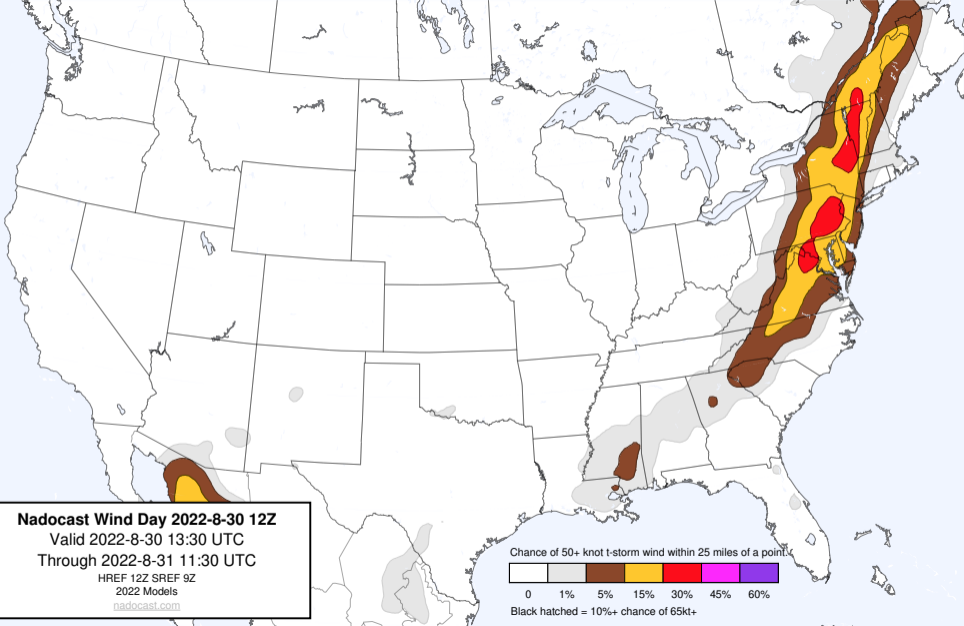 Nadocast Wind Day 2022-8-30 12Z
Valid 2022-8-30 13:30 UTC
Through 2022-8-31 11:30 UTC
HREF 12Z SREF 9Z
2022 Models
nadocast.com
Chance of 50+ knot t-storm wind within 25 miles of a point.
0 1% 5% 15% 30% 45% 60%
Black hatched = 10%+ chance of 65kt+